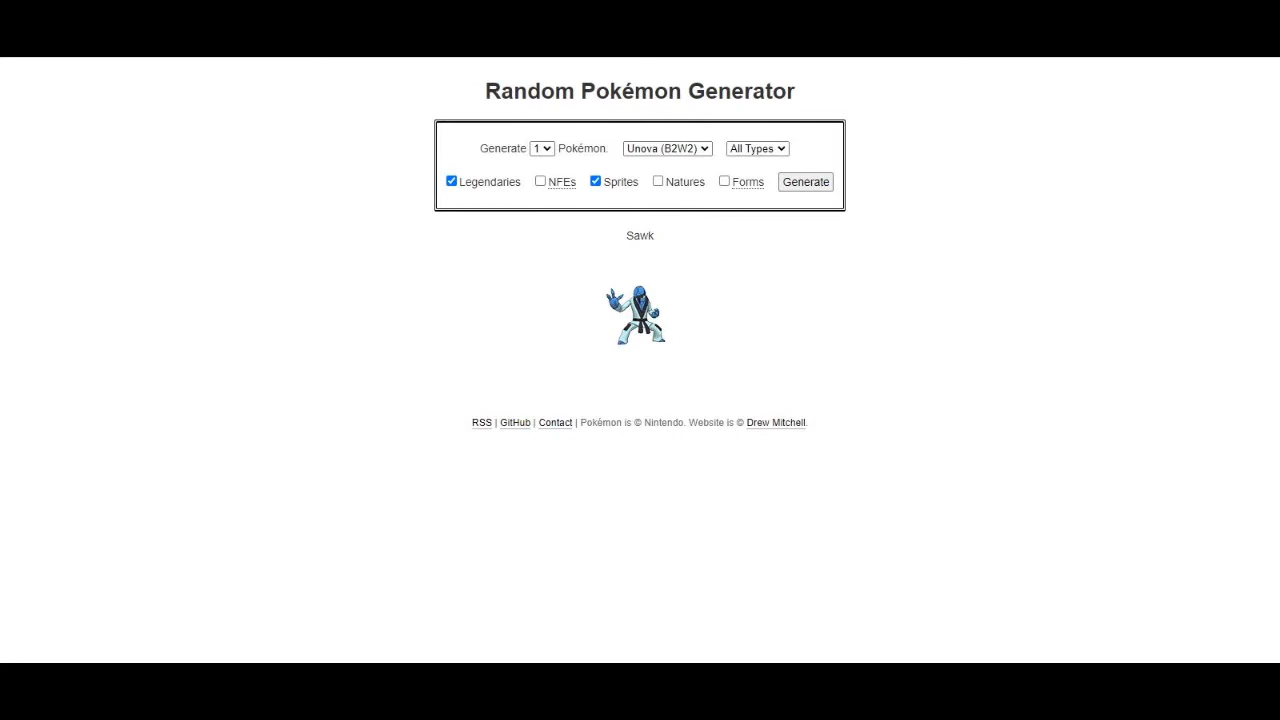 Random Pokémon Generator
Generate 1 Pokémon. Unova (B2W2) All Types
Legendaries NFEs Sprites Natures Forms Generate
Sawk
RSS | GitHub | Contact | Pokémon is © Nintendo. Website is © Drew Mitchell.